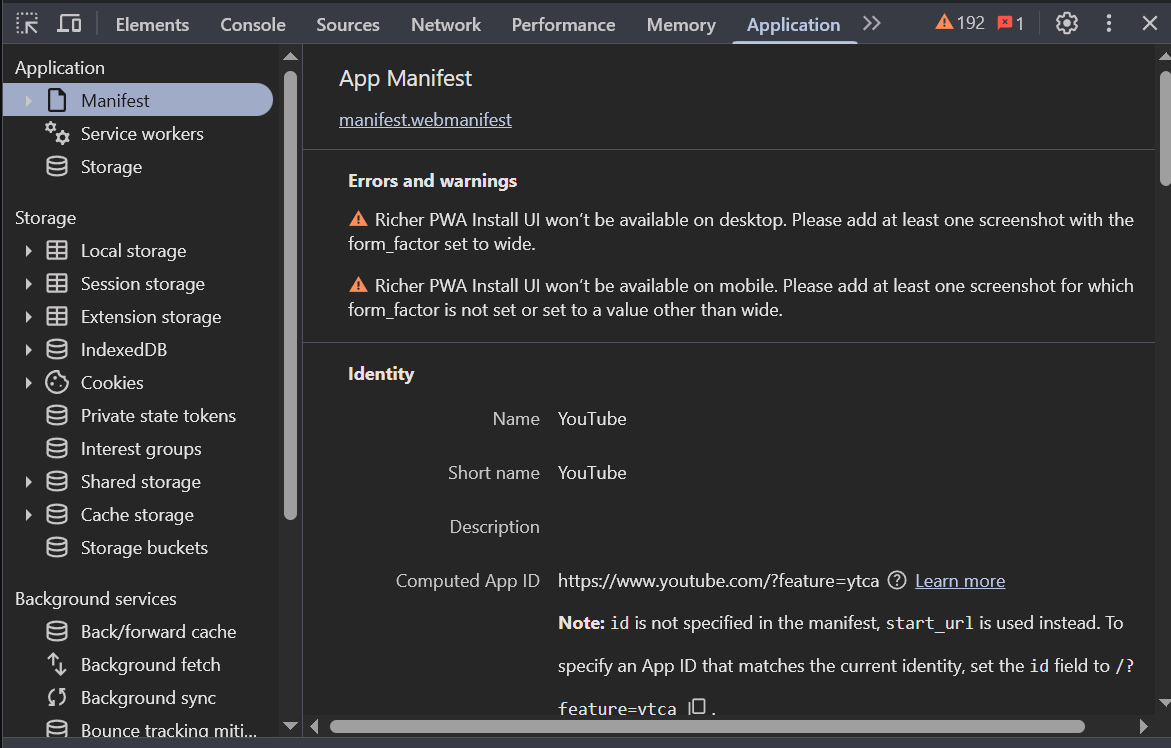 Elements Console Sources Network Performance Memory Application 192 1
Application
Manifest
Service workers
Storage
Storage
Local storage
Session storage
Extension storage
IndexedDB
Cookies
Private state tokens
Interest groups
Shared storage
Cache storage
Storage buckets
Background services
Back/forward cache
Background fetch
Background sync
Bounce tracking miti...
App Manifest
manifest.webmanifest
Errors and warnings
Richer PWA Install UI won’t be available on desktop. Please add at least one screenshot with the
form_factor set to wide.
Richer PWA Install UI won’t be available on mobile. Please add at least one screenshot for which
form_factor is not set or set to a value other than wide.
Identity
Name YouTube
Short name YouTube
Description
Computed App ID https://www.youtube.com/?feature=ytca Learn more
Note: id is not specified in the manifest, start_url is used instead. To
specify an App ID that matches the current identity, set the id field to /?
feature=ytca .